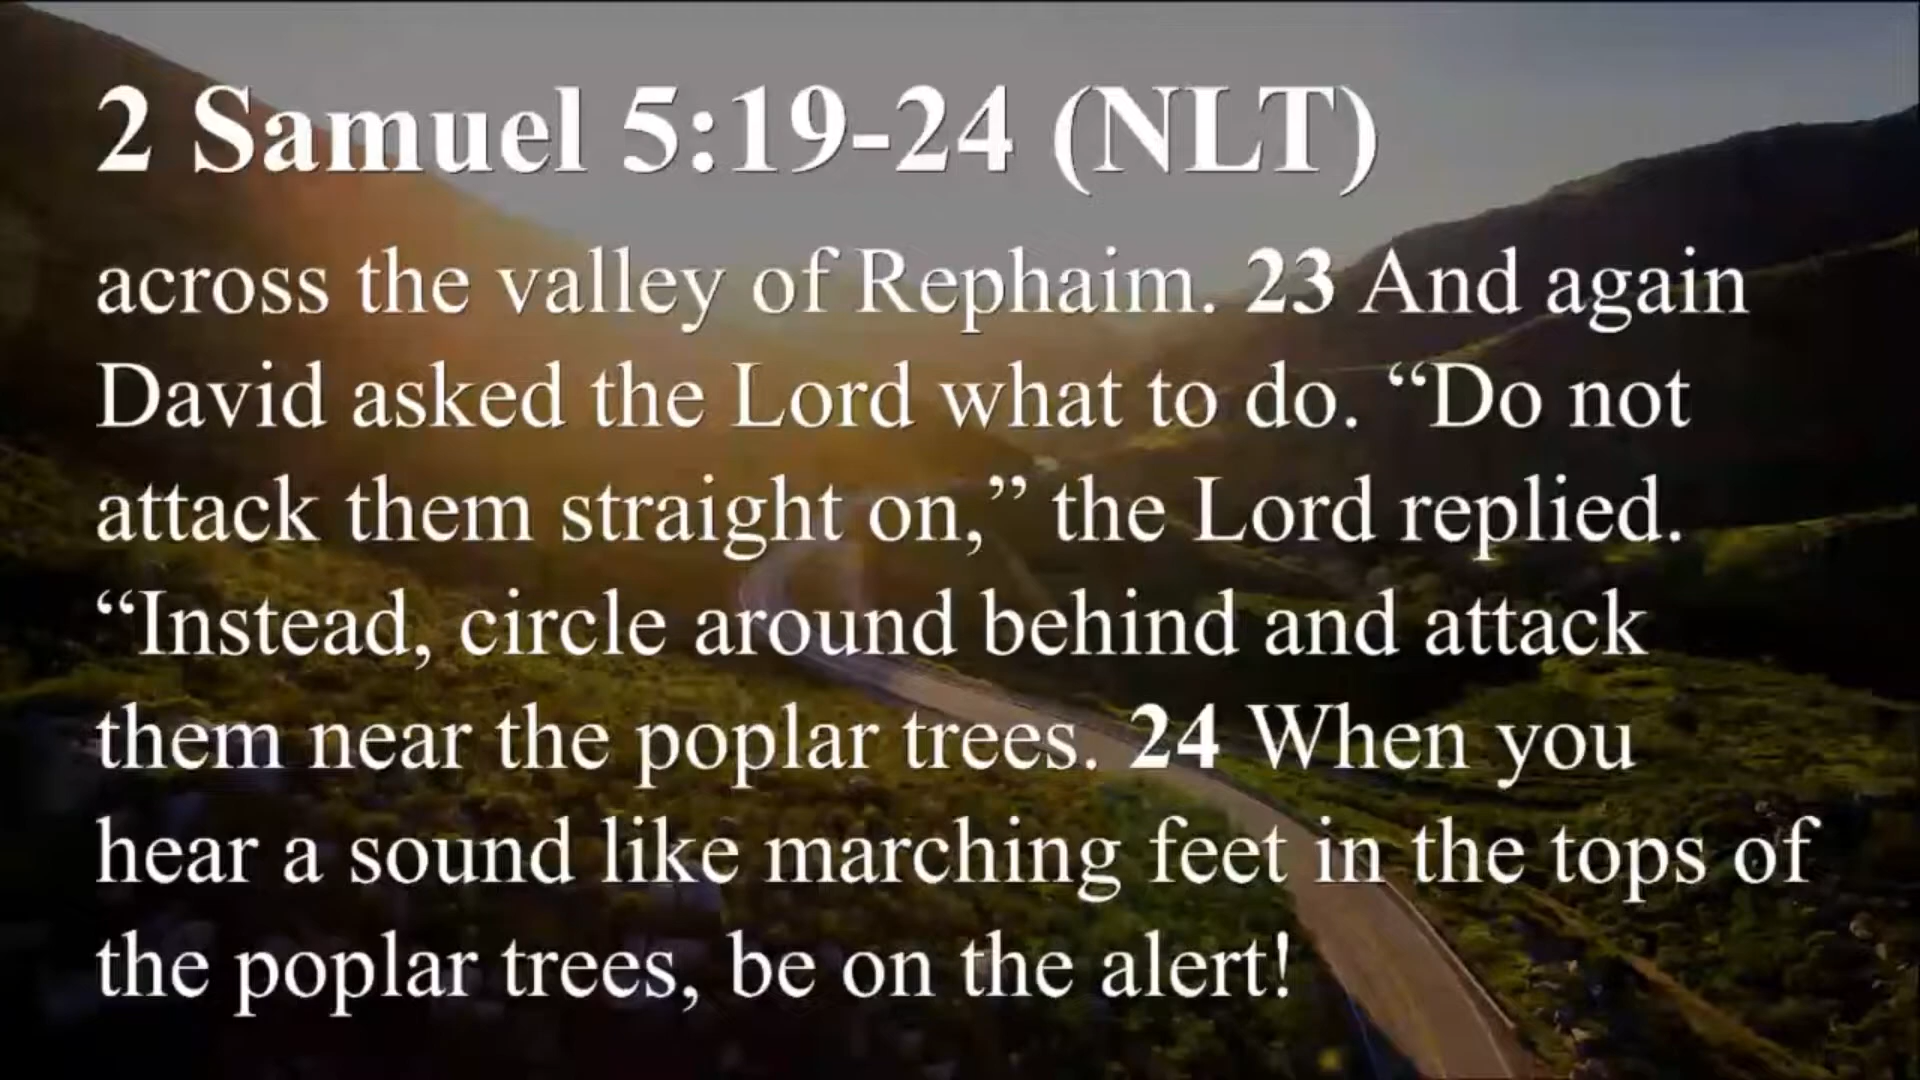 2 Samuel 5:19-24 (NLT)
across the valley of Rephaim. 23 And again
David asked the Lord what to do. “Do not
attack them straight on,” the Lord replied.
“Instead, circle around behind and attack
them near the poplar trees. 24 When you
hear a sound like marching feet in the tops of
the poplar trees, be on the alert!